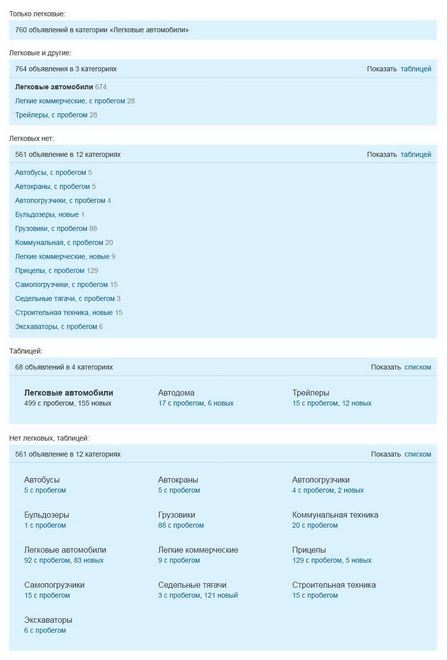 Только легковые:
760 объявлений в категории «Легковые автомобили»
Легковые и другие:
764 объявления в 3 категориях
Показать таблицей
Легковые автомобили 674
Легкие коммерческие, с пробегом 28
Трейлеры, с пробегом 28
Легковых нет:
561 объявление в 12 категориях
Показать таблицей
Автобусы, с пробегом 5
Автокраны, с пробегом 5
Автопогрузчики, с пробегом 4
Бульдозеры, новые 1
Грузовики, с пробегом 88
Коммунальная, с пробегом 20
Легкие коммерческие, новые 9
Прицепы, с пробегом 129
Самопогрузчики, с пробегом 15
Седельные тягачи, с пробегом 3
Строительная техника, новые 15
Экскаваторы, с пробегом 6
Таблицей:
68 объявлений в 4 категориях
Показать списком
Легковые автомобили
499 с пробегом, 155 новых
Автодома
17 с пробегом, 6 новых
Трейлеры
15 с пробегом, 12 новых
Нет легковых, таблицей:
561 объявление в 12 категориях
Показать списком
Автобусы
5 с пробегом
Автокраны
5 с пробегом
Автопогрузчики
4 с пробегом, 2 новых
Бульдозеры
1 с пробегом
Грузовики
88 с пробегом
Коммунальная техника
20 с пробегом
Легковые автомобили
92 с пробегом, 83 новых
Легкие коммерческие
9 с пробегом
Прицепы
129 с пробегом, 5 новых
Самопогрузчики
15 с пробегом
Седельные тягачи
3 с пробегом, 121 новый
Строительная техника
15 с пробегом
Экскаваторы
6 с пробегом